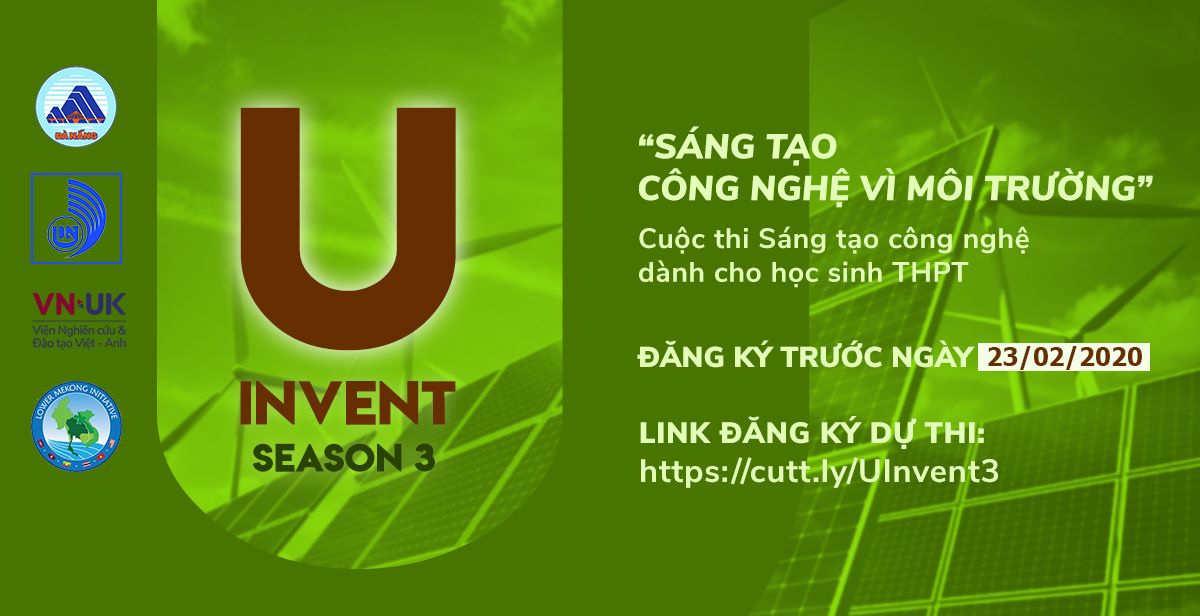 ĐÀ NẴNG
VN-UK
Viện Nghiên cứu &
Đào tạo Việt - Anh
LOWER MEKONG INITIATIVE
U
INVENT
SEASON 3
“SÁNG TẠO
CÔNG NGHỆ VÌ MÔI TRƯỜNG”
Cuộc thi Sáng tạo công nghệ
dành cho học sinh THPT
ĐĂNG KÝ TRƯỚC NGÀY 23/02/2020
LINK ĐĂNG KÝ DỰ THI:
https://cutt.ly/UInvent3